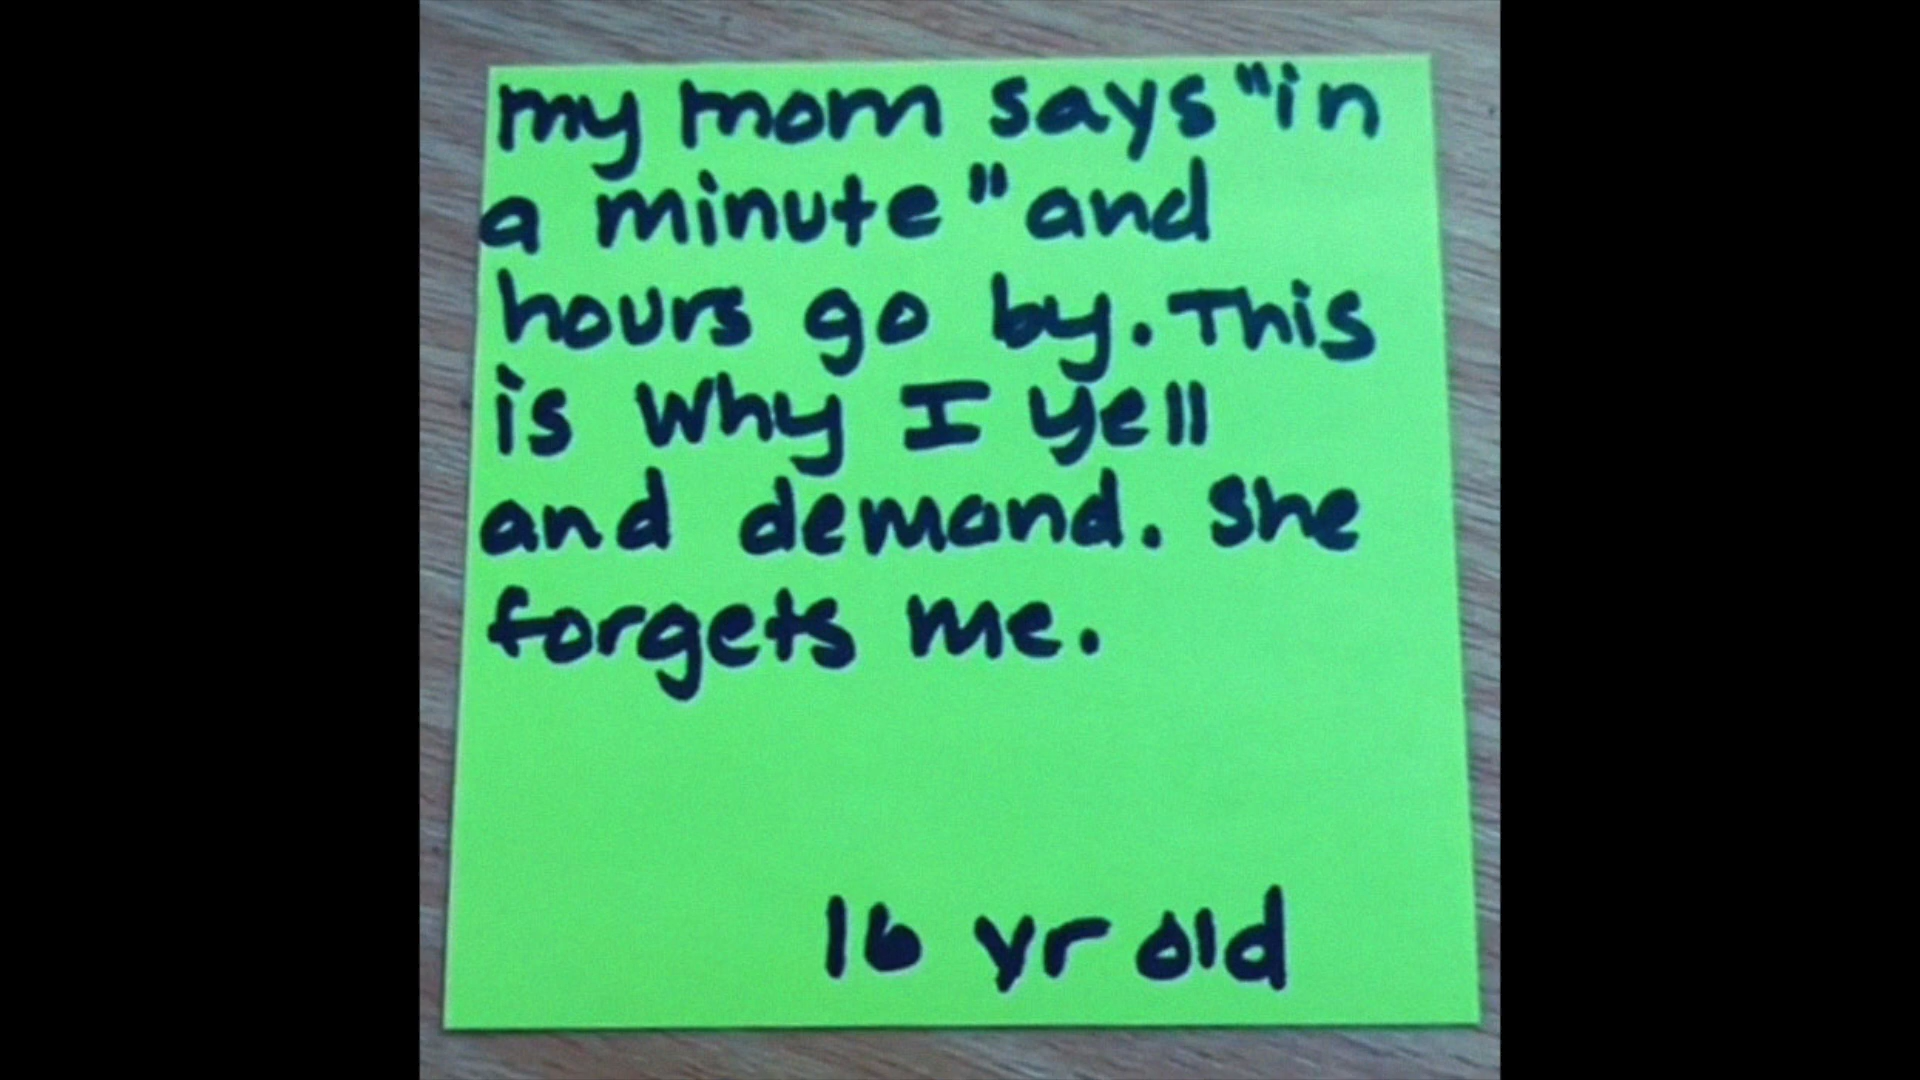 my mom says "in
a minute" and
hours go by. This
is why I yell
and demand. She
forgets me.
16 yr old